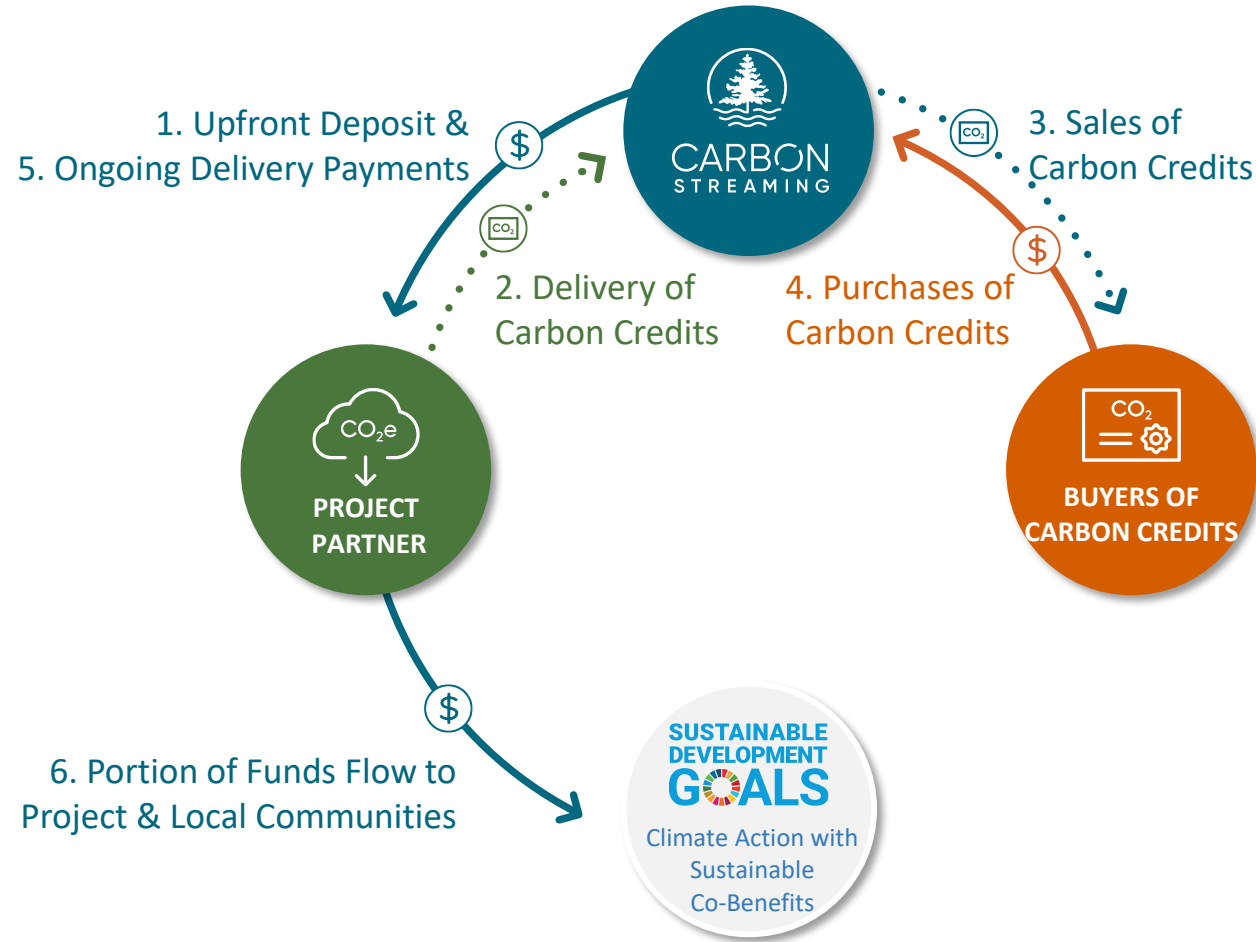 CARBON
STREAMING
1. Upfront Deposit &
5. Ongoing Delivery Payments
$
CO₂
2. Delivery of
Carbon Credits
CO₂
3. Sales of
Carbon Credits
$
4. Purchases of
Carbon Credits
CO₂e
PROJECT
PARTNER
CO₂
BUYERS OF
CARBON CREDITS
$
6. Portion of Funds Flow to
Project & Local Communities
SUSTAINABLE
DEVELOPMENT
GOALS
Climate Action with
Sustainable
Co-Benefits